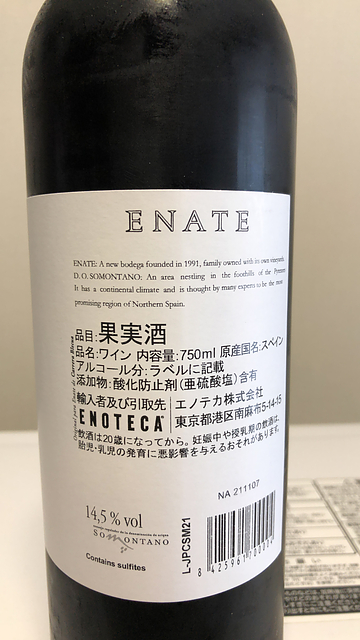 ENATE
ENATE: A new bodega founded in 1991, family owned with its own vineyards.
D. O. SOMONTANO: An area nestling in the foothills of the Pyrenees.
It has a continental climate and is thought by many experts to be the most
promising region of Northern Spain.
品目:果実酒
品名:ワイン 内容量:750ml 原産国名:スペイン
アルコール分:ラベルに記載
添加物:酸化防止剤(亜硫酸塩)含有
輸入者及び引取先 エノテカ株式会社
ENOTECA 東京都港区南麻布5-14-15
飲酒は20歳になってから。妊娠中や授乳期の飲酒は、
胎児・乳児の発育に悪影響を与えるおそれがあります。
NA 211107
14,5 % vol
SOMONTANO
Contains sulfites
L-JPCSM21